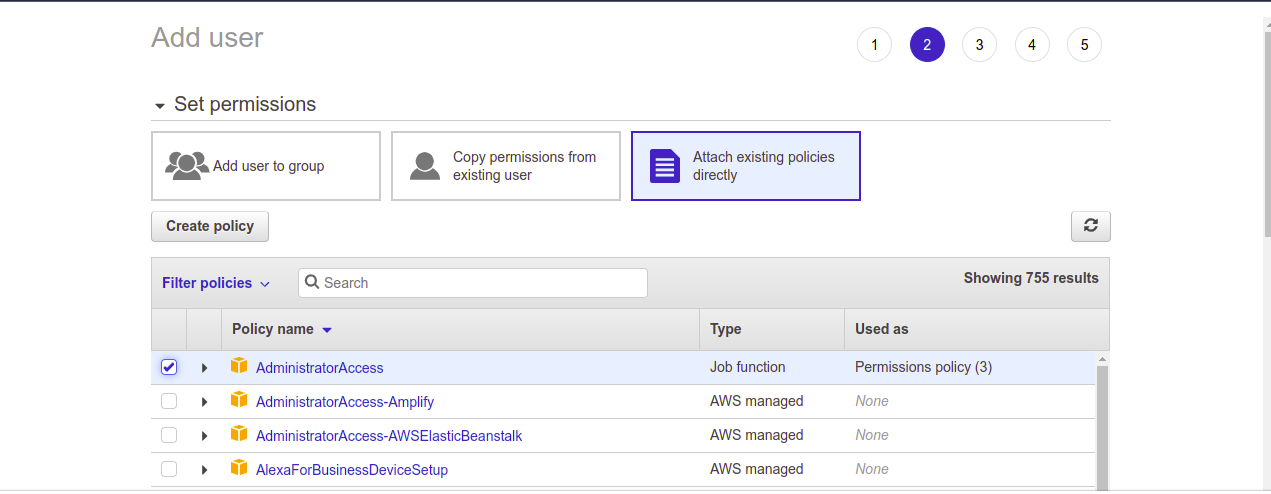 Add user
1 2 3 4 5
Set permissions
Add user to group
Copy permissions from
existing user
Attach existing policies
directly
Create policy
Filter policies Search Showing 755 results
Policy name Type Used as
AdministratorAccess Job function Permissions policy (3)
AdministratorAccess-Amplify AWS managed None
AdministratorAccess-AWSElasticBeanstalk AWS managed None
AlexaForBusinessDeviceSetup AWS managed None